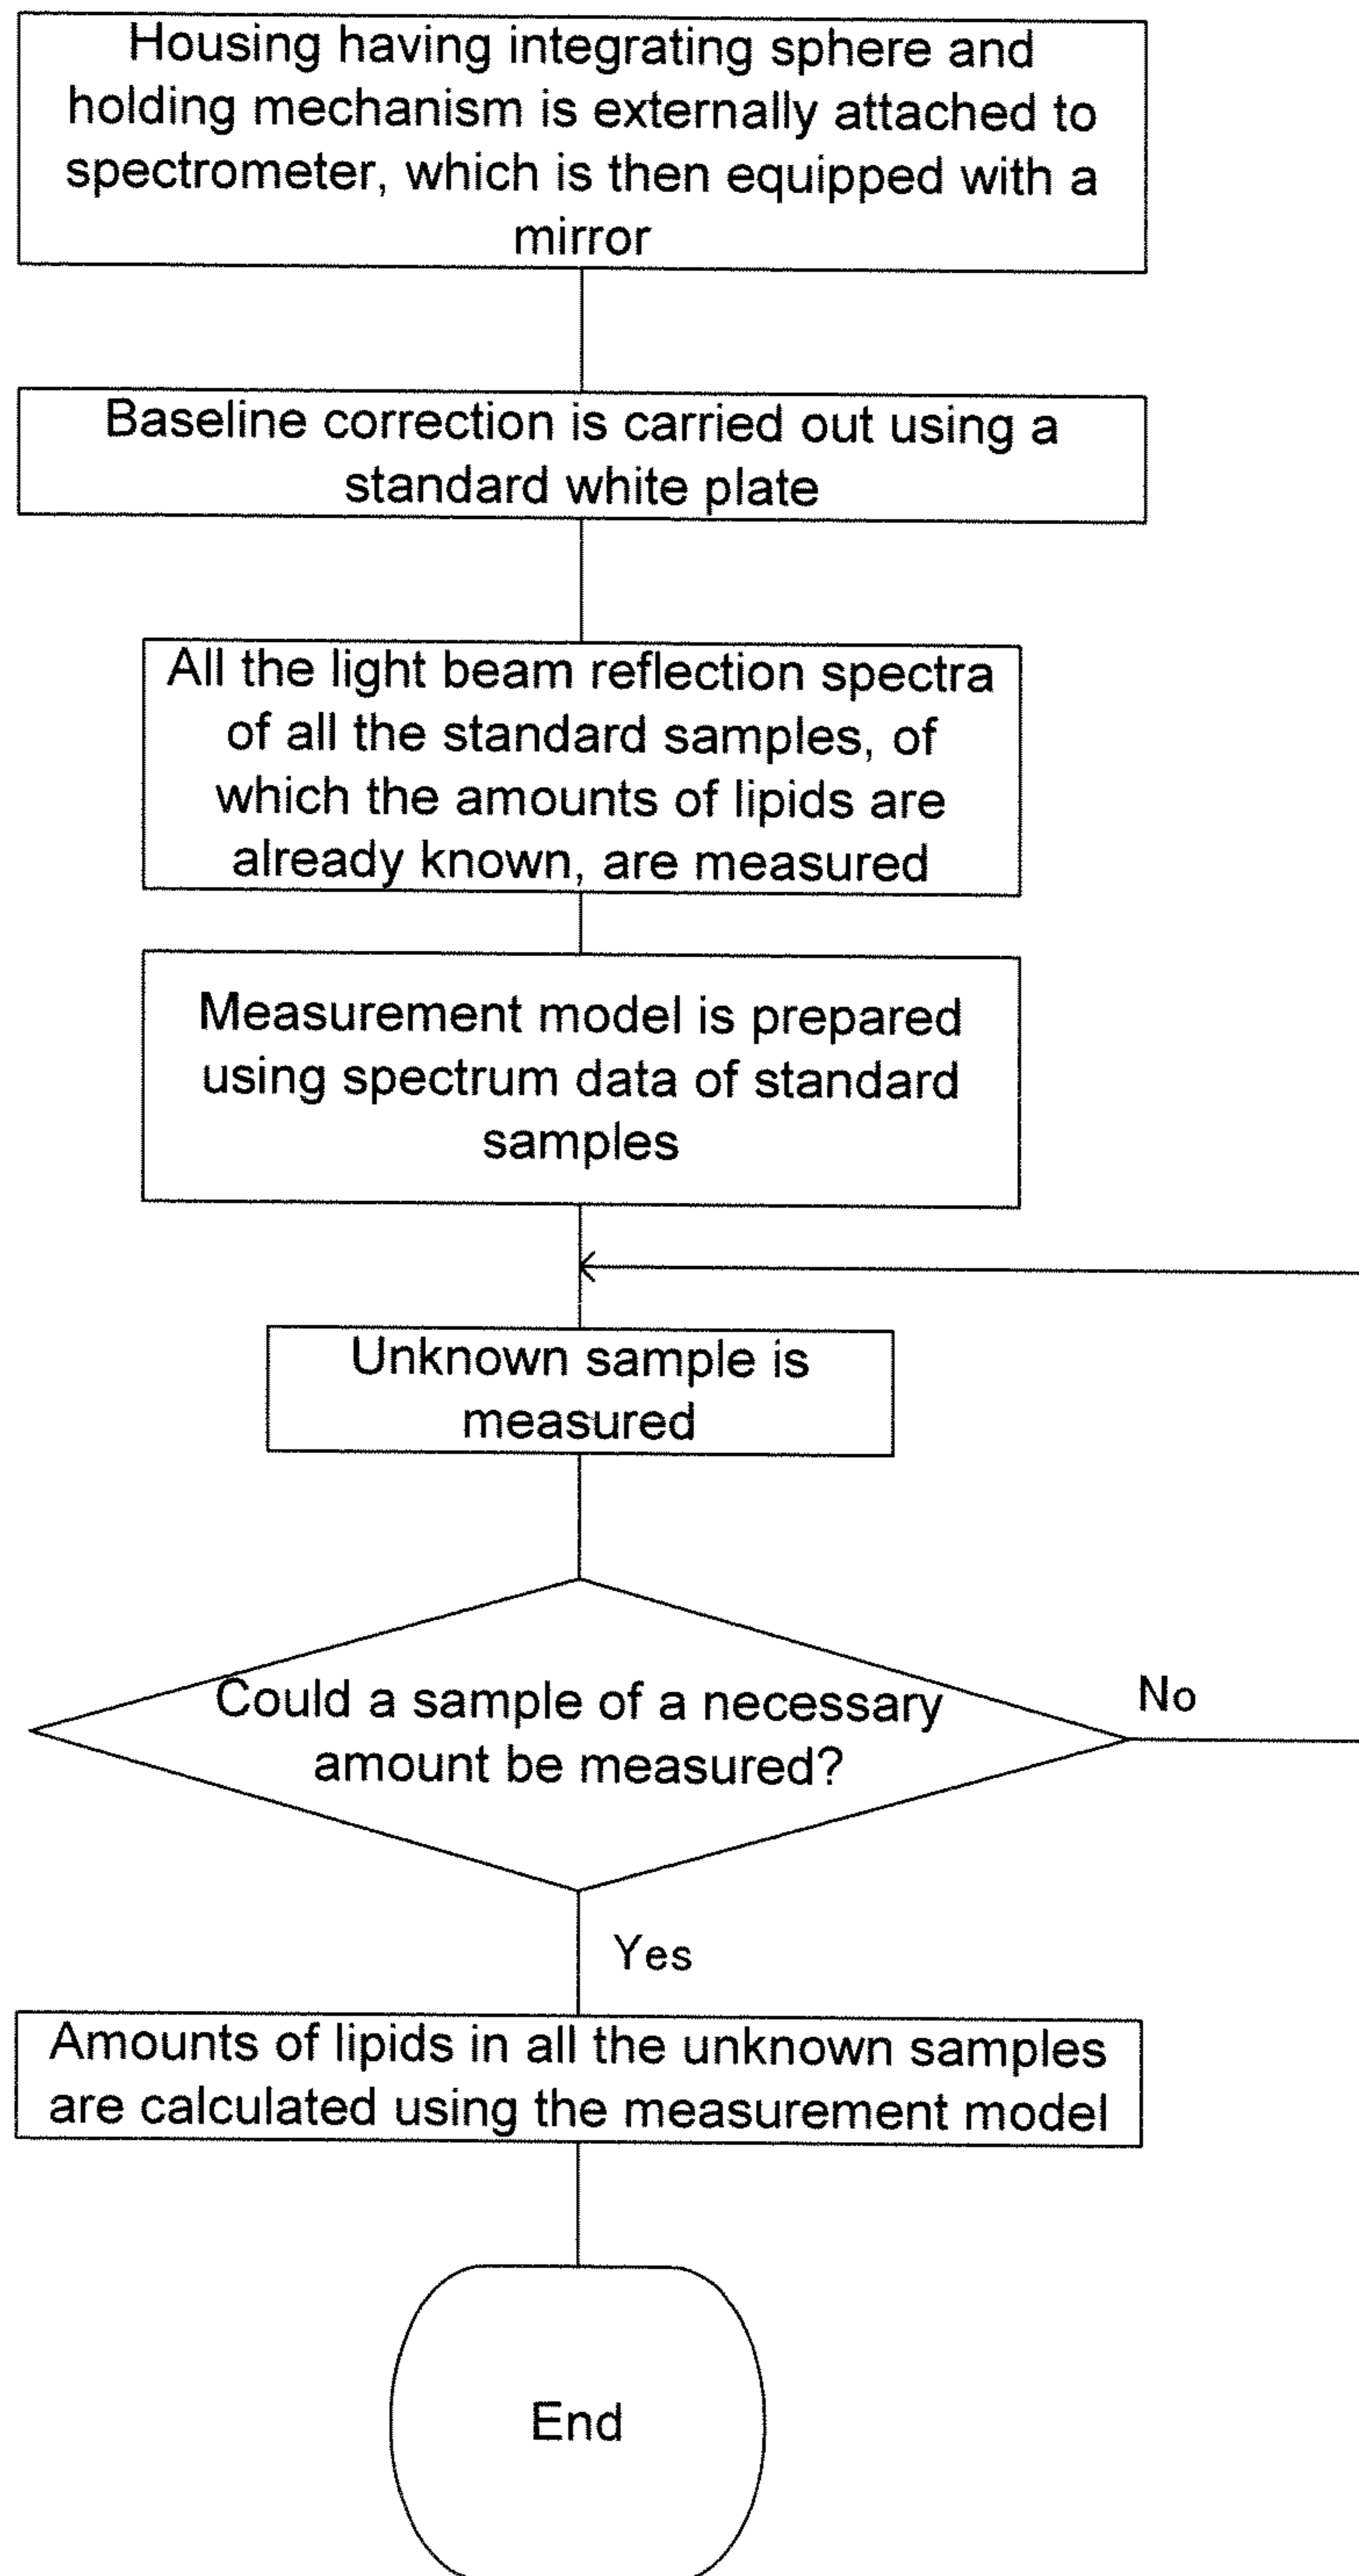 Housing having integrating sphere and
holding mechanism is externally attached to
spectrometer, which is then equipped with a
mirror
Baseline correction is carried out using a
standard white plate
All the light beam reflection spectra
of all the standard samples, of
which the amounts of lipids are
already known, are measured
Measurement model is prepared
using spectrum data of standard
samples
Unknown sample is
measured
Could a sample of a necessary
amount be measured?
No
Yes
Amounts of lipids in all the unknown samples
are calculated using the measurement model
End